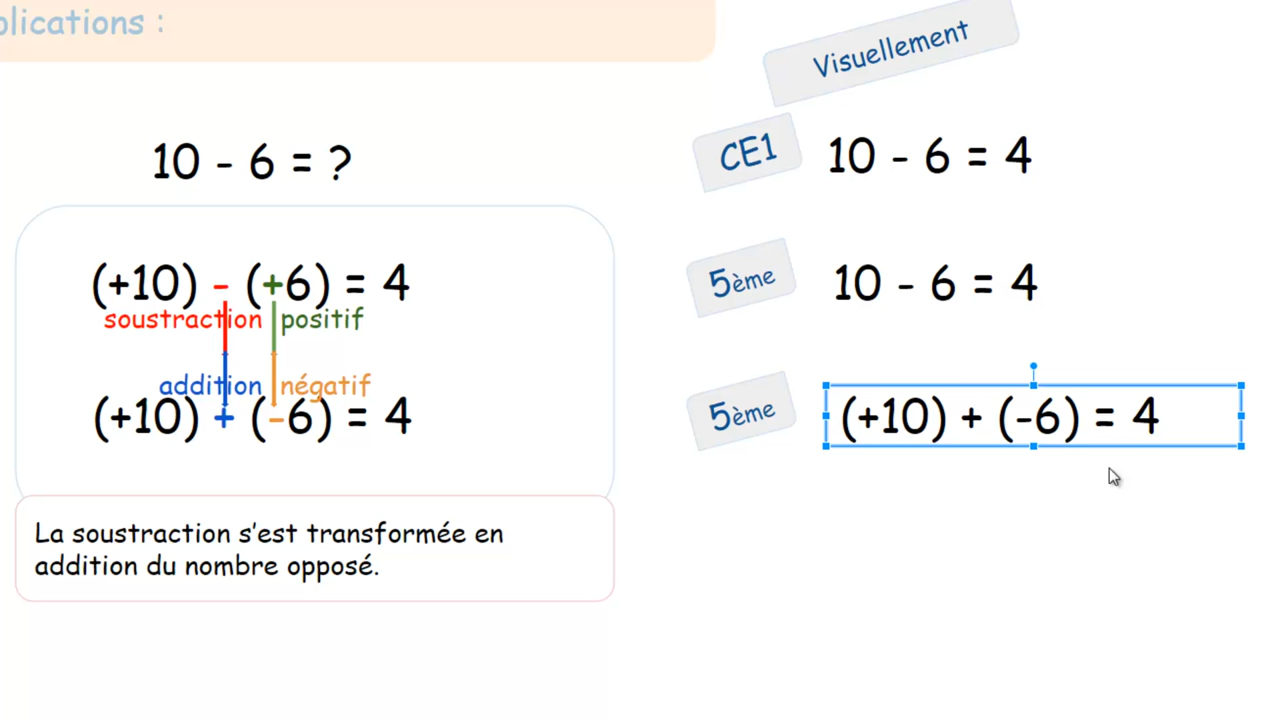 plications :
10 - 6 = ?
(+10) - (+6) = 4
soustraction positif
addition négatif
(+10) + (-6) = 4
La soustraction s'est transformée en
addition du nombre opposé.
Visuellement
CE1 10 - 6 = 4
5ème 10 - 6 = 4
5ème (+10) + (-6) = 4